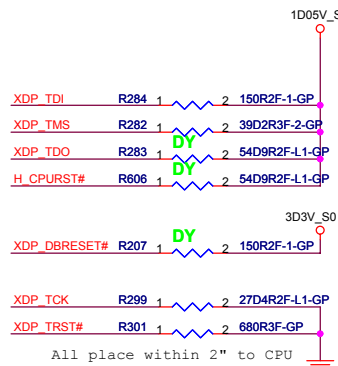 1D05V_S
XDP_TDI R284 1 2 150R2F-1-GP
XDP_TMS R282 1 2 39D2R3F-2-GP
DY
XDP_TDO R283 1 2 54D9R2F-L1-GP
DY
H_CPURST# R606 1 2 54D9R2F-L1-GP
3D3V_S0
DY
XDP_DBRESET# R207 1 2 150R2F-1-GP
XDP_TCK R299 1 2 27D4R2F-L1-GP
XDP_TRST# R301 1 2 680R3F-GP
All place within 2" to CPU